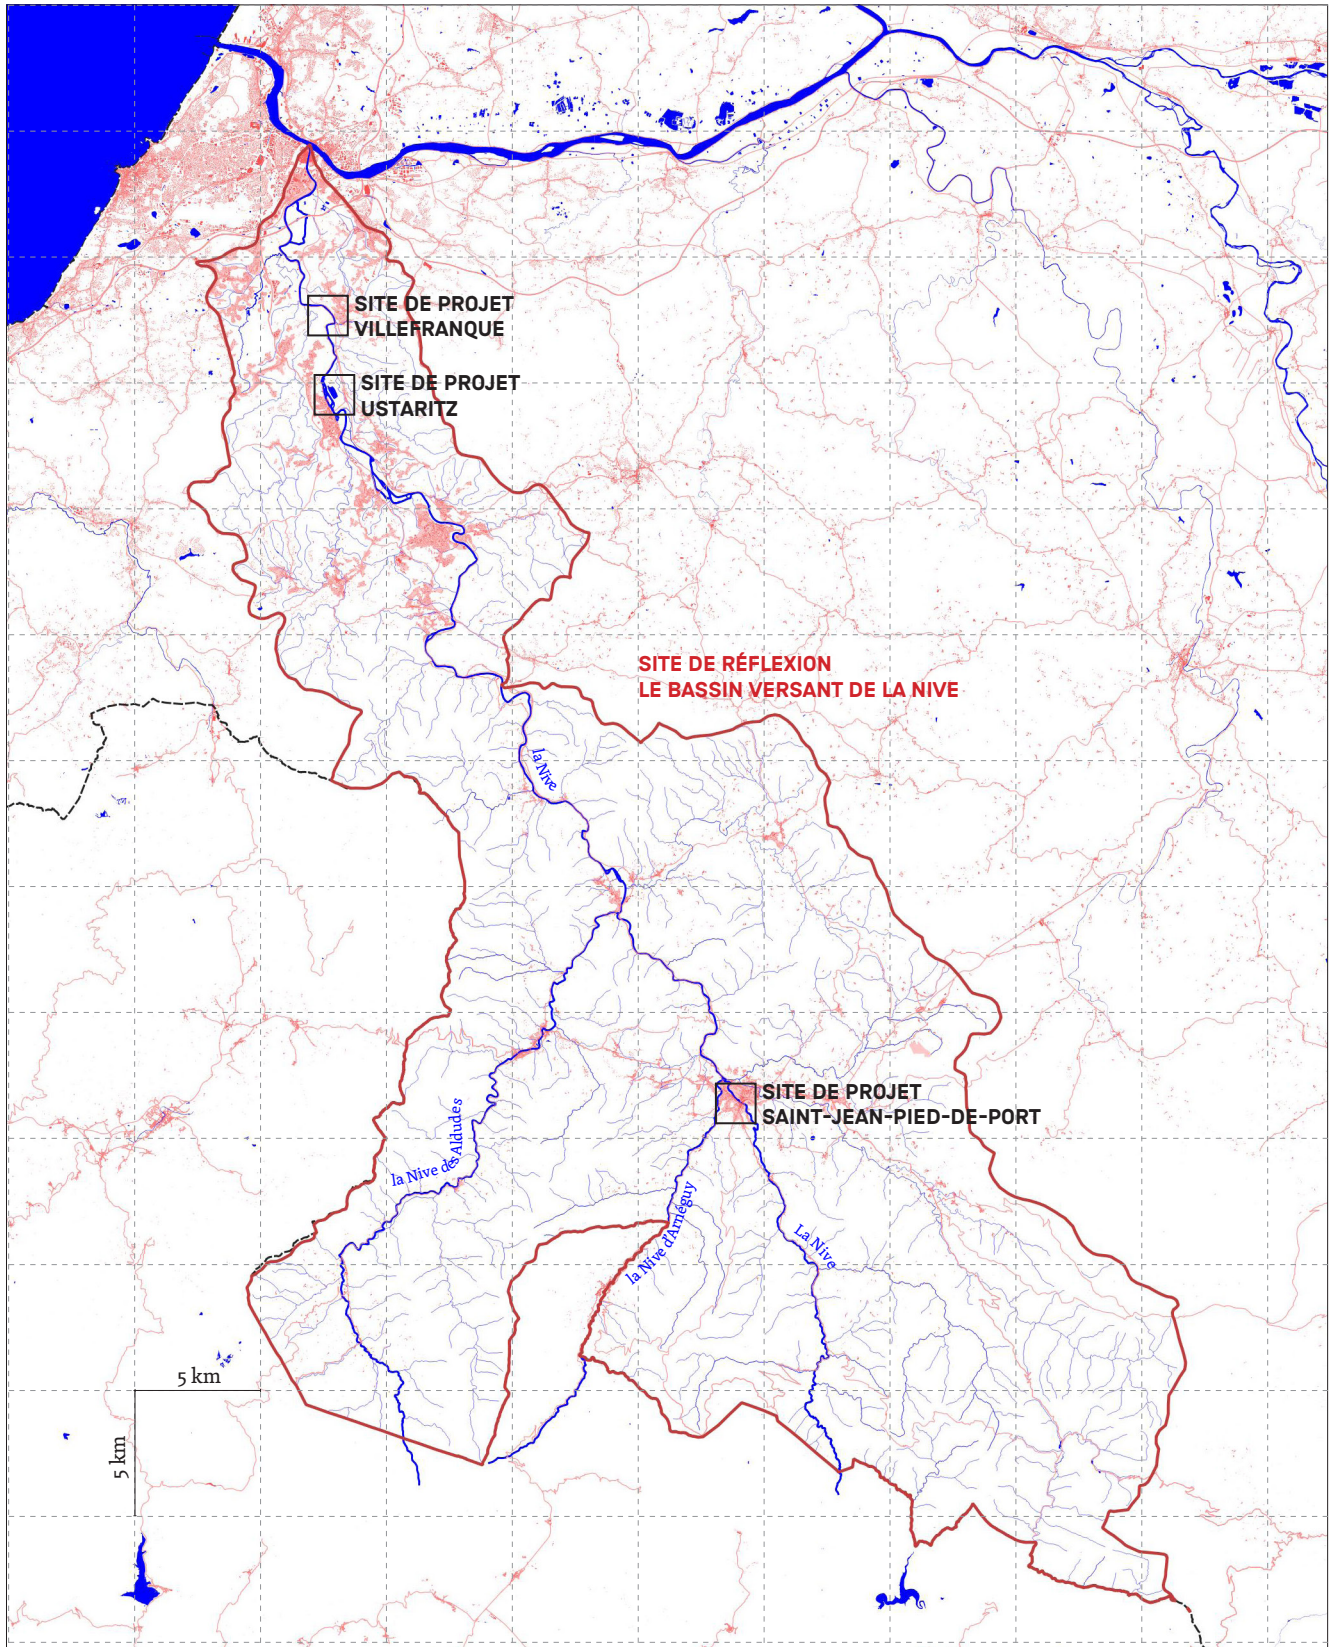 SITE DE PROJET
VILLEFRANQUE
SITE DE PROJET
USTARITZ
SITE DE RÉFLEXION
LE BASSIN VERSANT DE LA NIVE
la Nive
SITE DE PROJET
SAINT-JEAN-PIED-DE-PORT
la Nive des Aldudes
la Nive d'Arnéguy
La Nive
5 km
5 km